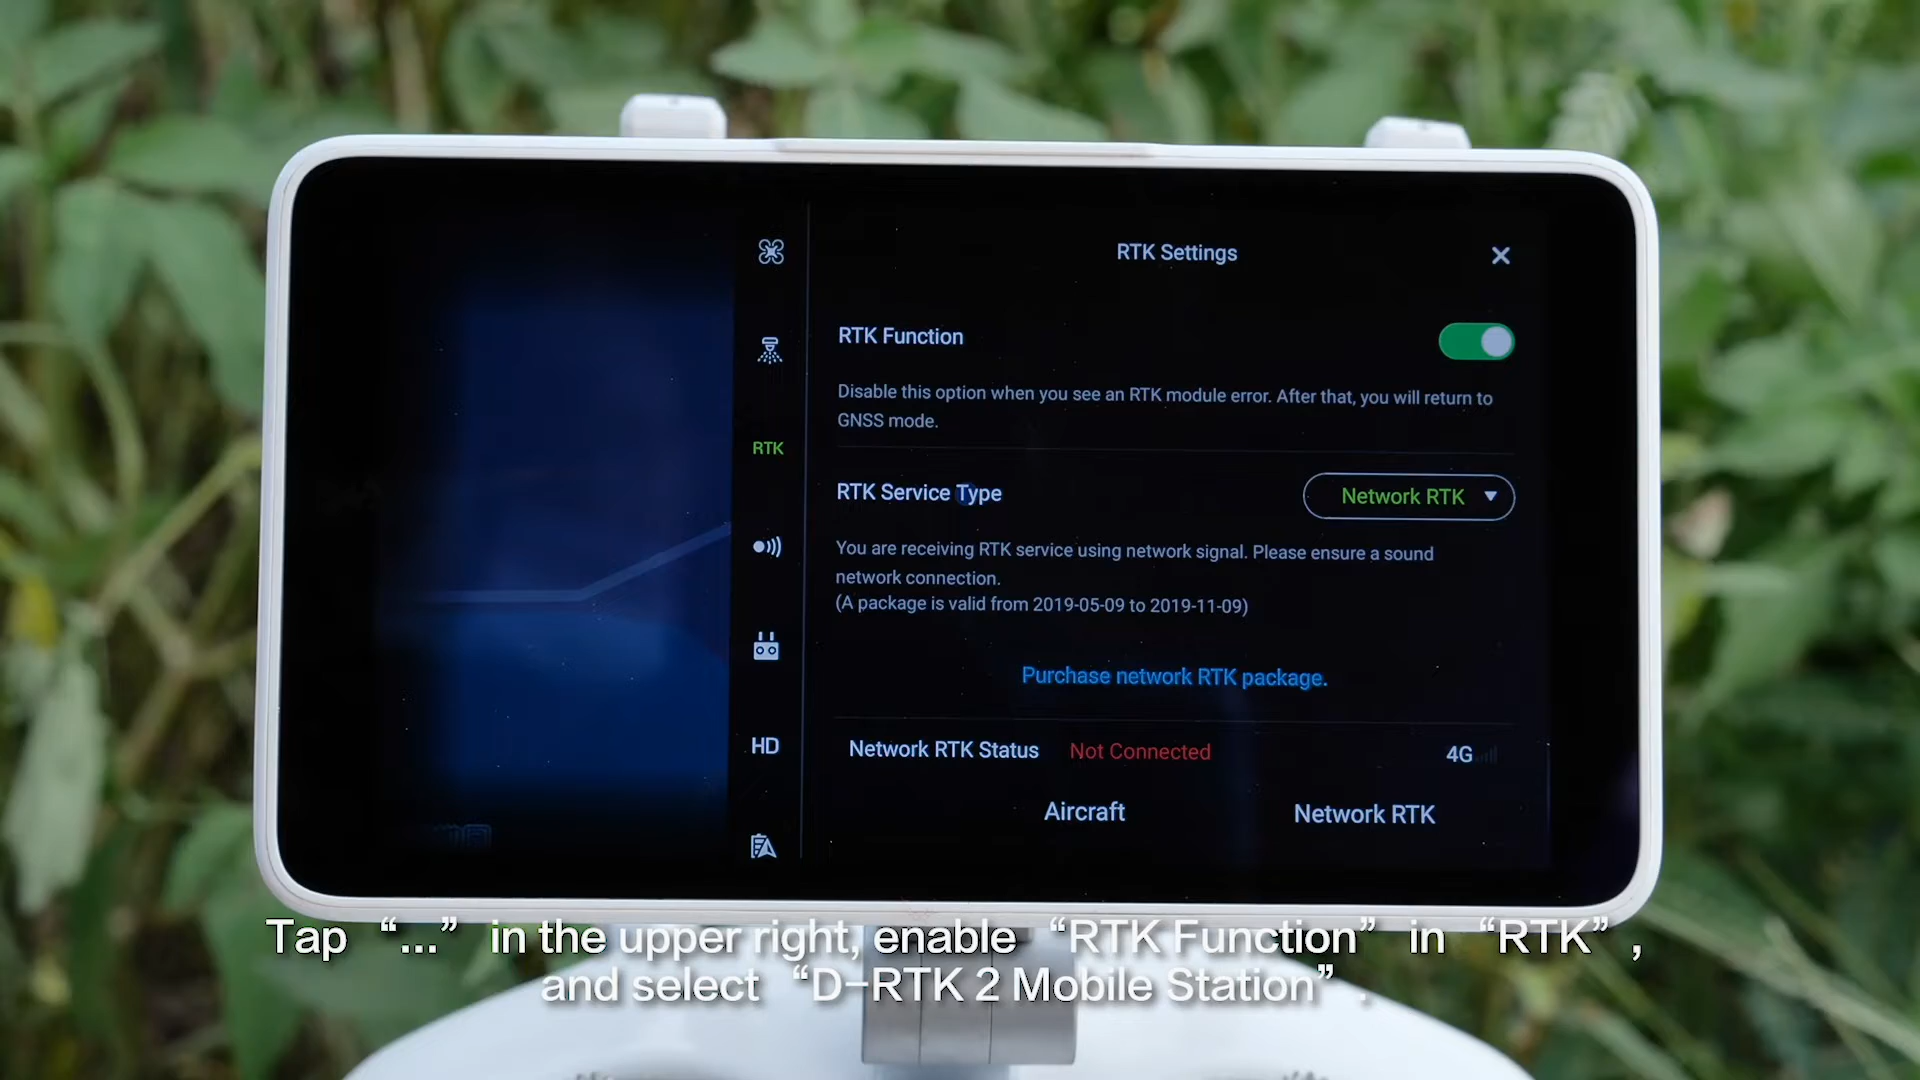 RTK Settings
RTK Function
Disable this option when you see an RTK module error. After that, you will return to
GNSS mode.
RTK
RTK Service Type
Network RTK
You are receiving RTK service using network signal. Please ensure a sound
network connection.
(A package is valid from 2019-05-09 to 2019-11-09)
Purchase network RTK package.
HD
Network RTK Status Not Connected 4G
Aircraft Network RTK
Tap “...” in the upper right, enable “RTK Function” in “RTK”,
and select “D-RTK 2 Mobile Station”.